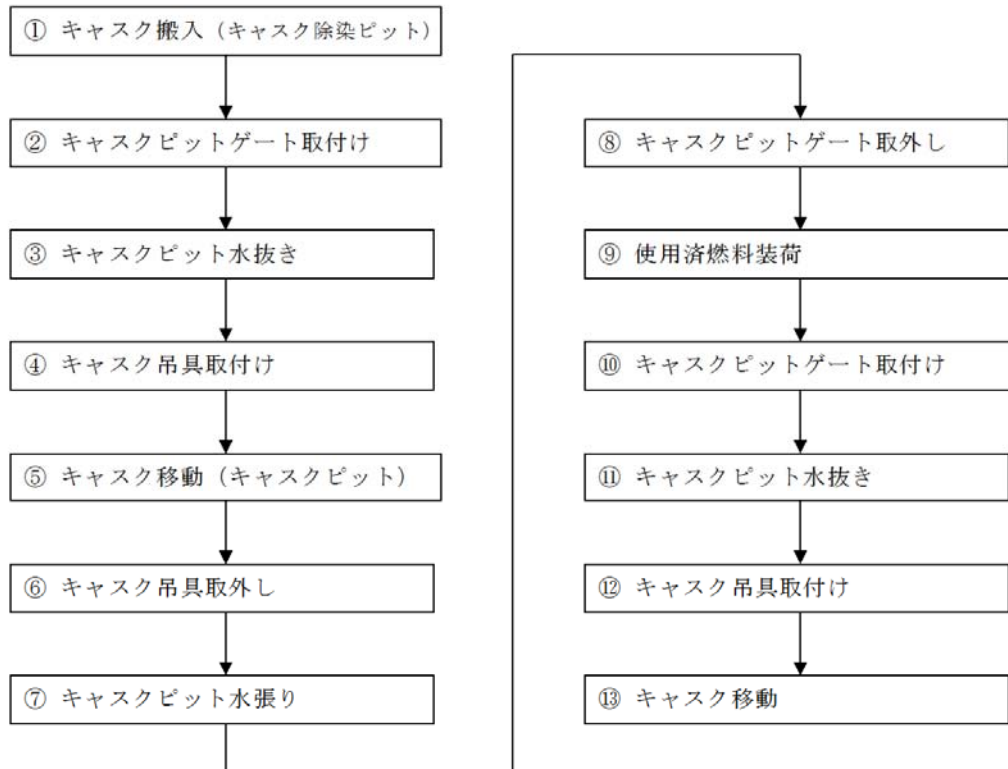 ① キャスク搬入（キャスク除染ピット）
② キャスクピットゲート取付け
③ キャスクピット水抜き
④ キャスク吊具取付け
⑤ キャスク移動（キャスクピット）
⑥ キャスク吊具取外し
⑦ キャスクピット水張り
⑧ キャスクピットゲート取外し
⑨ 使用済燃料装荷
⑩ キャスクピットゲート取付け
⑪ キャスクピット水抜き
⑫ キャスク吊具取付け
⑬ キャスク移動